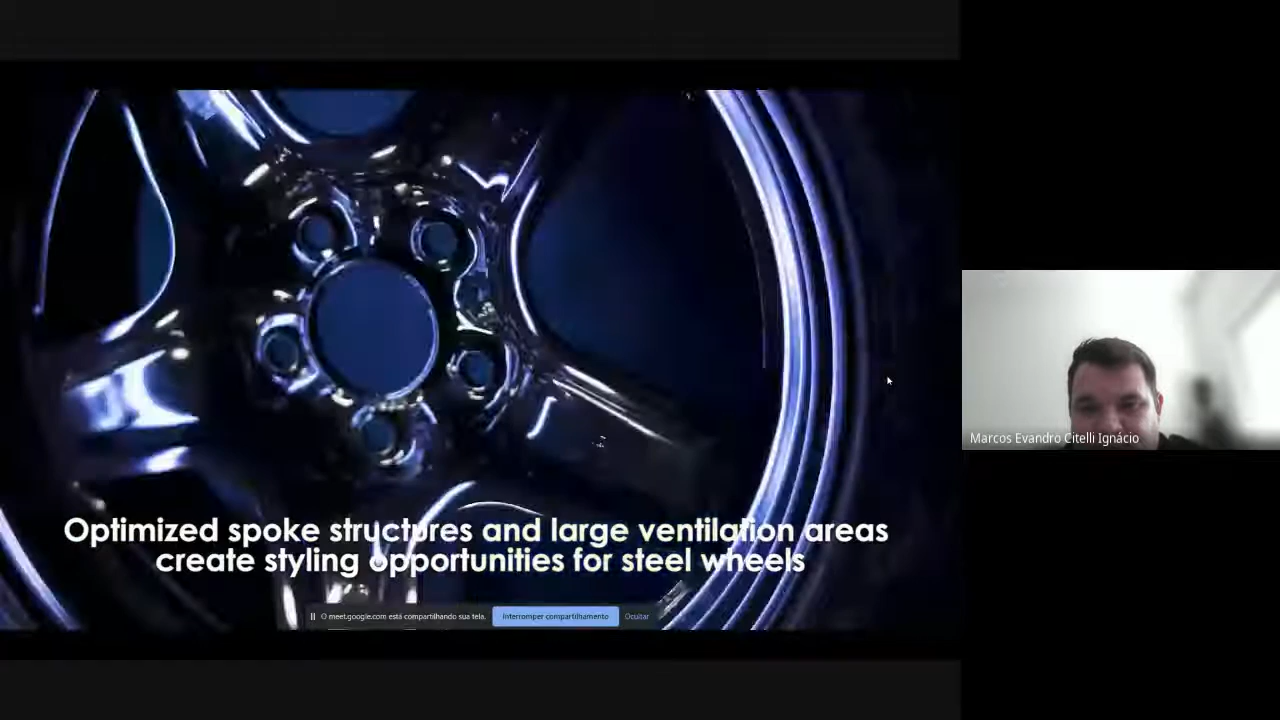 Optimized spoke structures and large ventilation areas
create styling opportunities for steel wheels
O meet.google.com está compartilhando sua tela.
Interromper compartilhamento
Ocultar
Marcos Evandro Citelli Ignácio